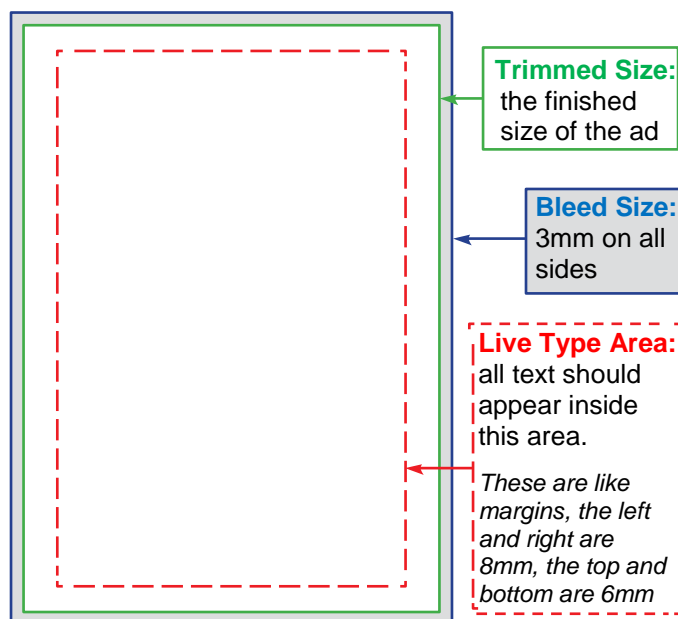 Trimmed Size:
the finished
size of the ad
Bleed Size:
3mm on all
sides
Live Type Area:
all text should
appear inside
this area.
These are like
margins, the left
and right are
8mm, the top and
bottom are 6mm